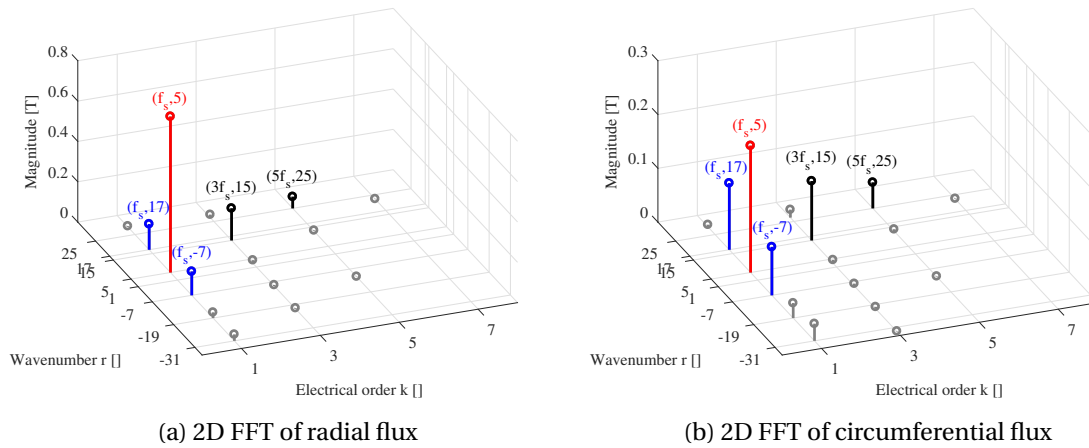 0.8
0.6
0.4
0.2
0
Magnitude [T]
(f_s,5)
(f_s,17)
(f_s,-7)
(3f_s,15)
(5f_s,25)
25
17
15
5
1
-7
-19
-31
Wavenumber r []
1
3
5
7
Electrical order k []
(a) 2D FFT of radial flux
0.3
0.2
0.1
0
Magnitude [T]
(f_s,5)
(f_s,17)
(f_s,-7)
(3f_s,15)
(5f_s,25)
25
17
15
5
1
-7
-19
-31
Wavenumber r []
1
3
5
7
Electrical order k []
(b) 2D FFT of circumferential flux